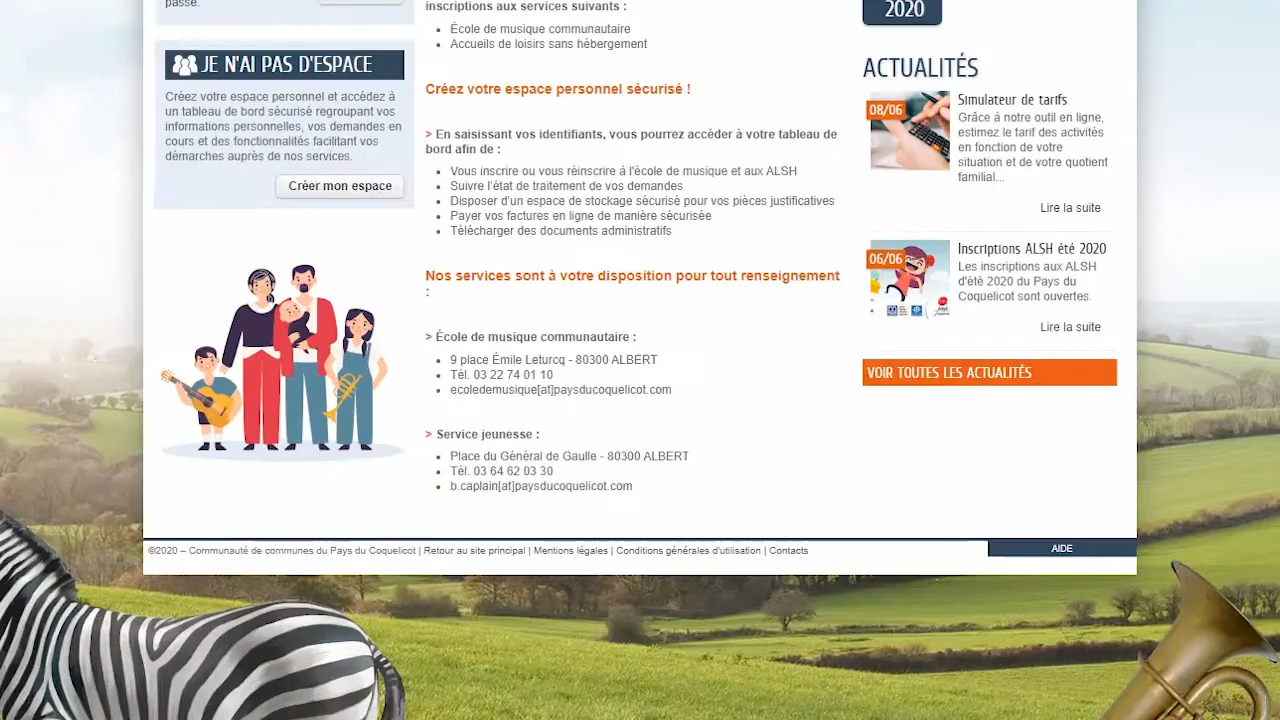 passe.
JE N'AI PAS D'ESPACE
Créez votre espace personnel et accédez à
un tableau de bord sécurisé regroupant vos
informations personnelles, vos demandes en
cours et des fonctionnalités facilitant vos
démarches auprès de nos services.
Créer mon espace
inscriptions aux services suivants :
École de musique communautaire
Accueils de loisirs sans hébergement
Créez votre espace personnel sécurisé !
> En saisissant vos identifiants, vous pourrez accéder à votre tableau de
bord afin de :
Vous inscrire ou vous réinscrire à l'école de musique et aux ALSH
Suivre l'état de traitement de vos demandes
Disposer d'un espace de stockage sécurisé pour vos pièces justificatives
Payer vos factures en ligne de manière sécurisée
Télécharger des documents administratifs
Nos services sont à votre disposition pour tout renseignement
:
> École de musique communautaire :
9 place Émile Leturcq - 80300 ALBERT
Tél. 03 22 74 01 10
ecoledemusique[at]paysducoquelicot.com
> Service jeunesse :
Place du Général de Gaulle - 80300 ALBERT
Tél. 03 64 62 03 30
b.caplain[at]paysducoquelicot.com
2020
ACTUALITÉS
08/06
Simulateur de tarifs
Grâce à notre outil en ligne,
estimez le tarif des activités
en fonction de votre
situation et de votre quotient
familial...
Lire la suite
06/06
Inscriptions ALSH été 2020
Les inscriptions aux ALSH
d'été 2020 du Pays du
Coquelicot sont ouvertes.
Lire la suite
VOIR TOUTES LES ACTUALITÉS
©2020 – Communauté de communes du Pays du Coquelicot | Retour au site principal | Mentions légales | Conditions générales d'utilisation | Contacts
AIDE